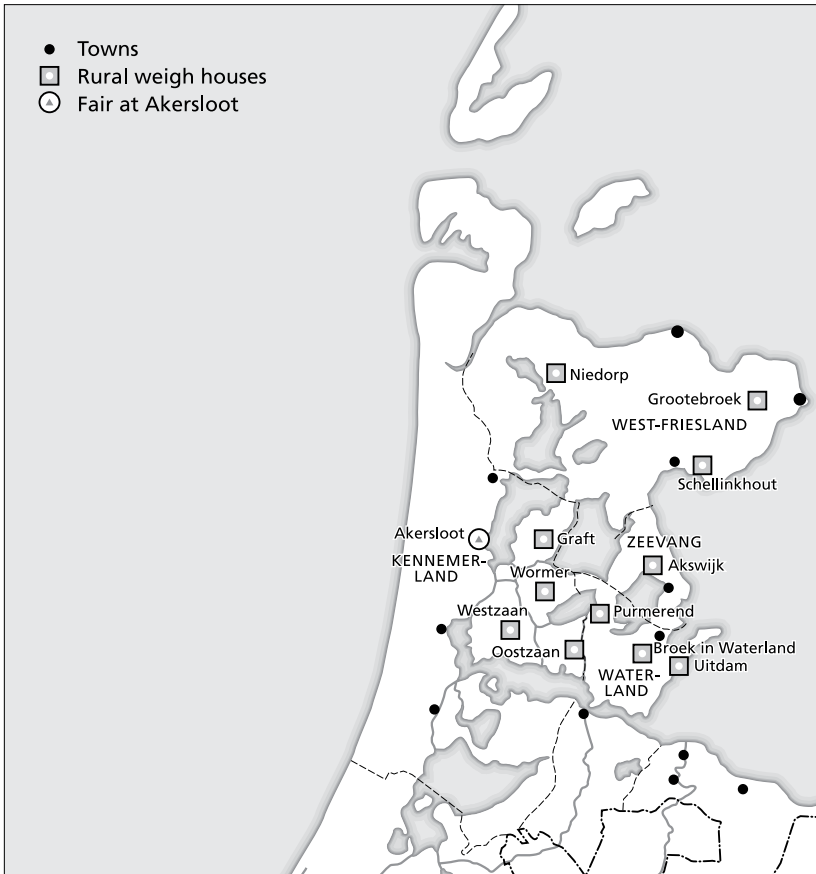 Towns
Rural weigh houses
Fair at Akersloot
Niedorp
Grootebroek
WEST-FRIESLAND
Schellinkhout
Akersloot
Graft
ZEEVANG
KENNEMER-
LAND
Akswijk
Wormer
Westzaan
Purmerend
Oostzaan
Broek in Waterland
Uitdam
WATER-
LAND